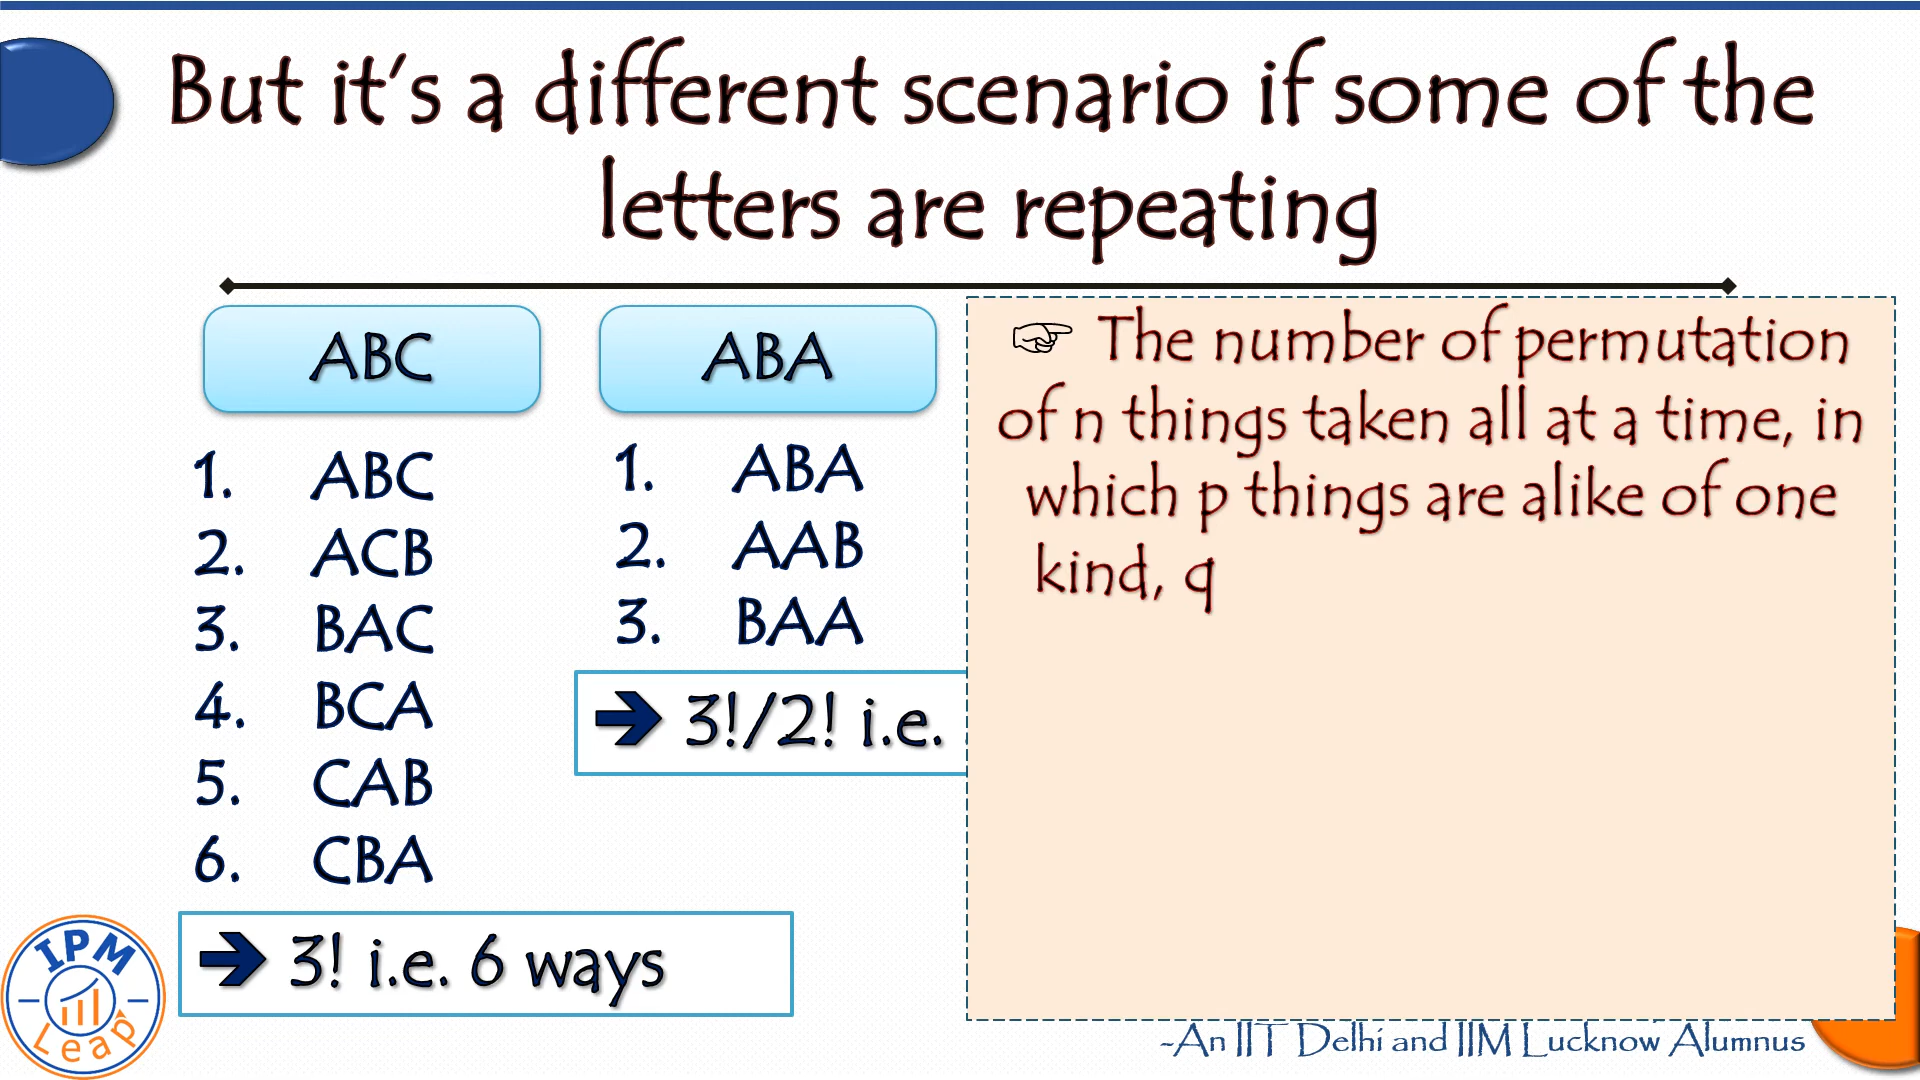 But it's a different scenario if some of the
letters are repeating
ABC
1. ABC
2. ACB
3. BAC
4. BCA
5. CAB
6. CBA
➔ 3! i.e. 6 ways
ABA
1. ABA
2. AAB
3. BAA
➔ 3!/2! i.e.
☞ The number of permutation
of n things taken all at a time, in
which p things are alike of one
kind, q
IPM
Leap
-An IIT Delhi and IIM Lucknow Alumnus